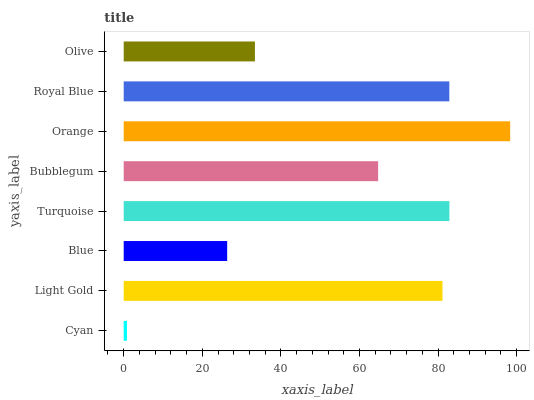 title
yaxis_label
Olive
Royal Blue
Orange
Bubblegum
Turquoise
Blue
Light Gold
Cyan
0 20 40 60 80 100
xaxis_label